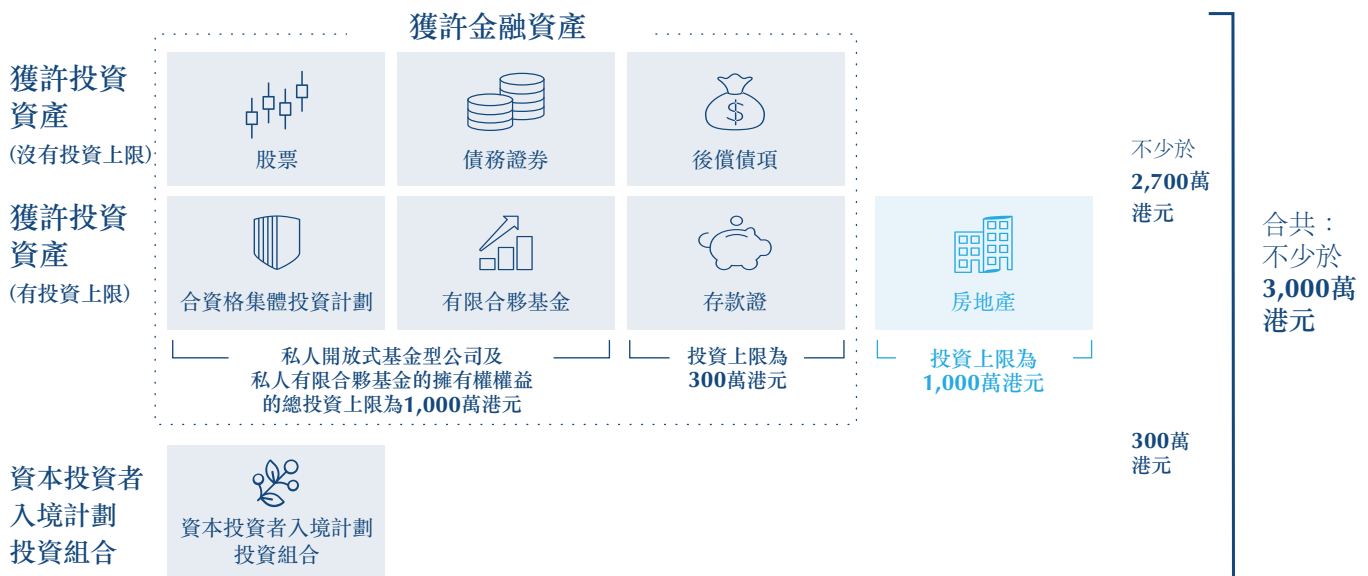 獲許金融資產
獲許投資
資產
(沒有投資上限)
股票
債務證券
後償債項
$
不少於
2,700萬
港元
獲許投資
資產
(有投資上限)
合資格集體投資計劃
有限合夥基金
存款證
房地產
合共：
不少於
3,000萬
港元
私人開放式基金型公司及
私人有限合夥基金的擁有權權益
的總投資上限為1,000萬港元
投資上限為
300萬港元
投資上限為
1,000萬港元
300萬
港元
資本投資者
入境計劃
投資組合
資本投資者入境計劃
投資組合